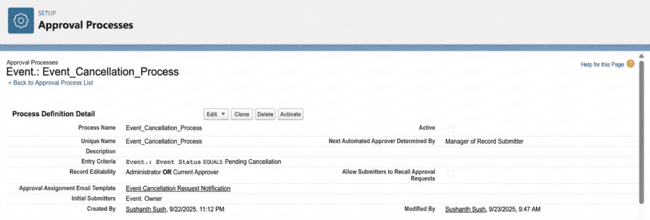 SETUP
Approval Processes
Approval Processes
Event.: Event_Cancellation_Process
Help for this Page ?
« Back to Approval Process List
Process Definition Detail
Edit ▼ Clone Delete Activate
Process Name Event_Cancellation_Process Active
Unique Name Event_Cancellation_Process Next Automated Approver Determined By Manager of Record Submitter
Description
Entry Criteria Event.: Event Status EQUALS Pending Cancellation
Record Editability Administrator OR Current Approver Allow Submitters to Recall Approval Requests
Approval Assignment Email Template Event Cancellation Request Notification
Initial Submitters Event. Owner
Created By Sushanth Sush, 9/22/2025, 11:12 PM Modified By Sushanth Sush, 9/23/2025, 9:47 AM